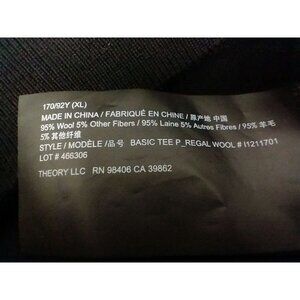 170/92Y (XL)
MADE IN CHINA / FABRIQUÉ EN CHINE / 原产地 中国
95% Wool 5% Other Fibers / 95% Laine 5% Autres Fibres / 95% 羊毛
5% 其他纤维
STYLE / MODÈLE /品号 BASIC TEE P_REGAL WOOL # I1211701
LOT # 466306
THEORY LLC RN 98406 CA 39862